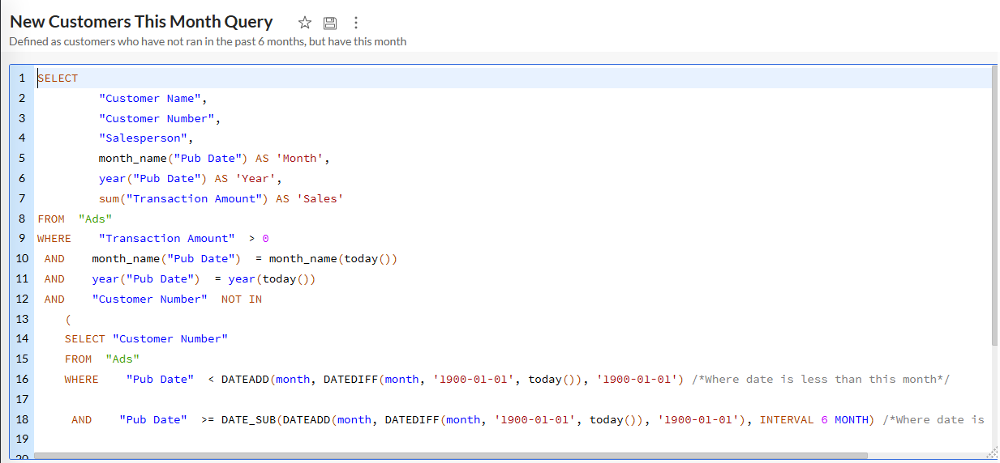 New Customers This Month Query
Defined as customers who have not ran in the past 6 months, but have this month
1 SELECT
2 "Customer Name",
3 "Customer Number",
4 "Salesperson",
5 month_name("Pub Date") AS 'Month',
6 year("Pub Date") AS 'Year',
7 sum("Transaction Amount") AS 'Sales'
8 FROM "Ads"
9 WHERE "Transaction Amount" > 0
10 AND month_name("Pub Date") = month_name(today())
11 AND year("Pub Date") = year(today())
12 AND "Customer Number" NOT IN
13 (
14 SELECT "Customer Number"
15 FROM "Ads"
16 WHERE "Pub Date" < DATEADD(month, DATEDIFF(month, '1900-01-01', today()), '1900-01-01') /*Where date is less than this month*/
17
18 AND "Pub Date" >= DATE_SUB(DATEADD(month, DATEDIFF(month, '1900-01-01', today()), '1900-01-01'), INTERVAL 6 MONTH) /*Where date is
19
20